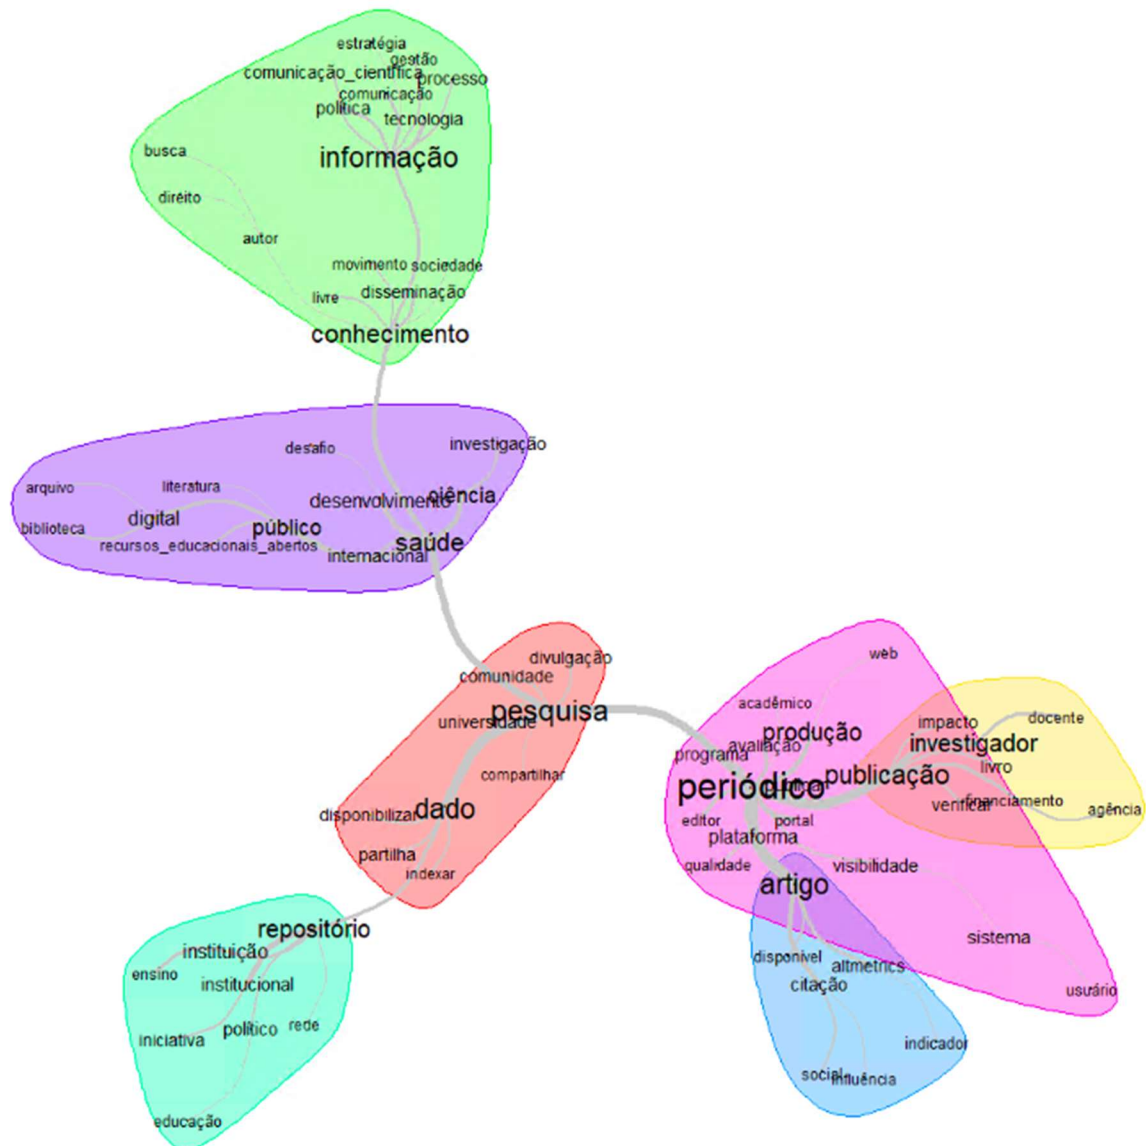 estratégia
gestão
comunicação_científica
processo
comunicação
política
tecnologia
informação
busca
direito
autor
movimento
sociedade
disseminação
livre
conhecimento
desafio
investigação
arquivo
literatura
desenvolvimento
ciência
digital
biblioteca
público
recursos_educacionais_abertos
saúde
internacional
divulgação
comunidade
pesquisa
universidade
compartilhar
dado
disponibilizar
partilha
indexar
web
acadêmico
produção
avaliação
programa
periódico
publicação
editor
portal
plataforma
qualidade
visibilidade
artigo
sistema
usuário
impacto
docente
investigador
livro
verificar
financiamento
agência
disponível
altmetrics
citação
indicador
social
influência
repositório
instituição
ensino
institucional
político
rede
iniciativa
educação